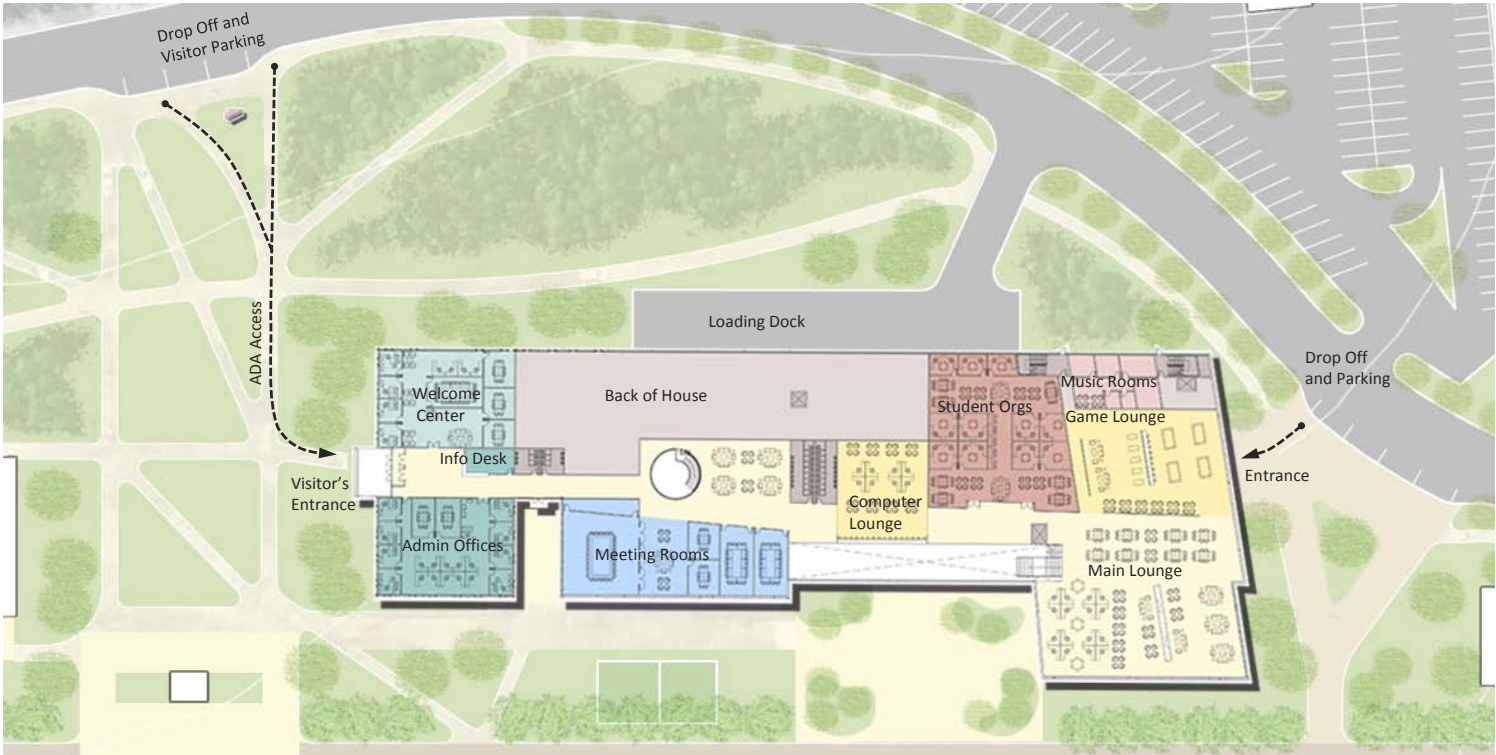 Drop Off and
Visitor Parking
ADA Access
Loading Dock
Drop Off
and Parking
Welcome
Center
Back of House
Student Orgs
Music Rooms
Game Lounge
Info Desk
Visitor's
Entrance
Entrance
Computer
Lounge
Admin Offices
Meeting Rooms
Main Lounge